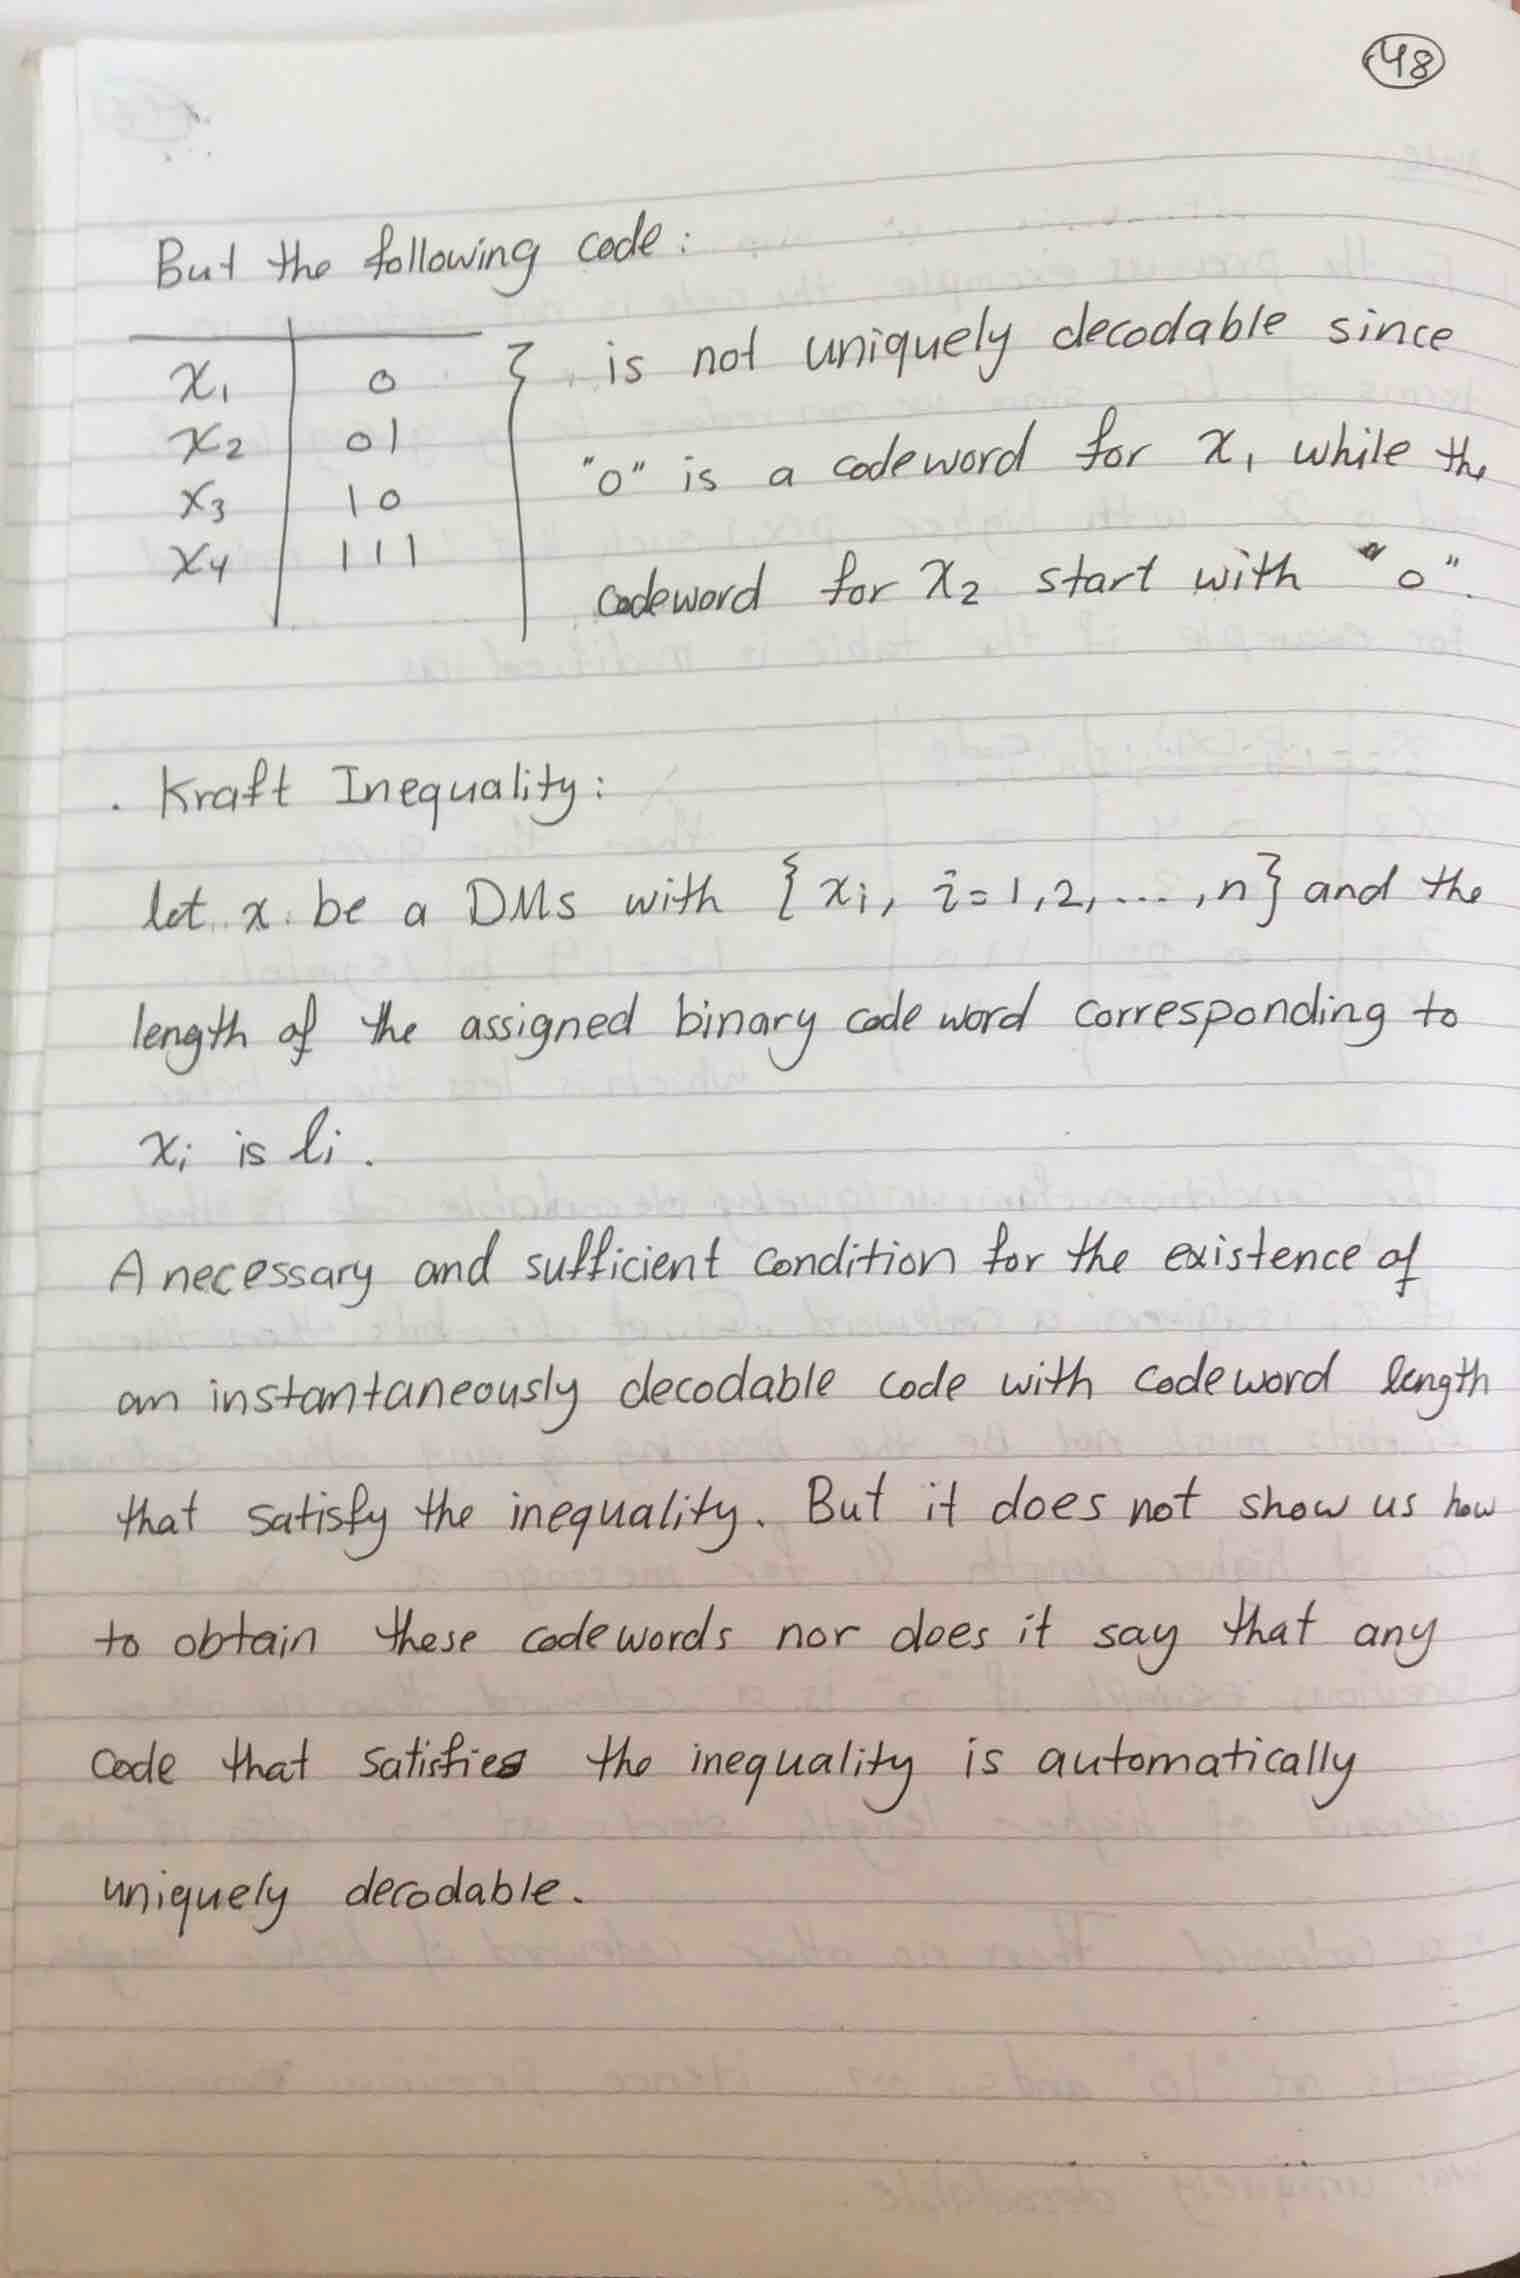 48
But the following code:
x1 | 0 } is not uniquely decodable since
x2 | 01
x3 | 10 "0" is a codeword for x1 while the
x4 | 111 codeword for x2 start with "0".
. Kraft Inequality:
let x be a DMs with {xi, i=1,2,...,n} and the
length of the assigned binary code word corresponding to
xi is li.
A necessary and sufficient condition for the existence of
an instantaneously decodable code with codeword length
that satisfy the inequality. But it does not show us how
to obtain these codewords nor does it say that any
code that satisfies the inequality is automatically
uniquely decodable.